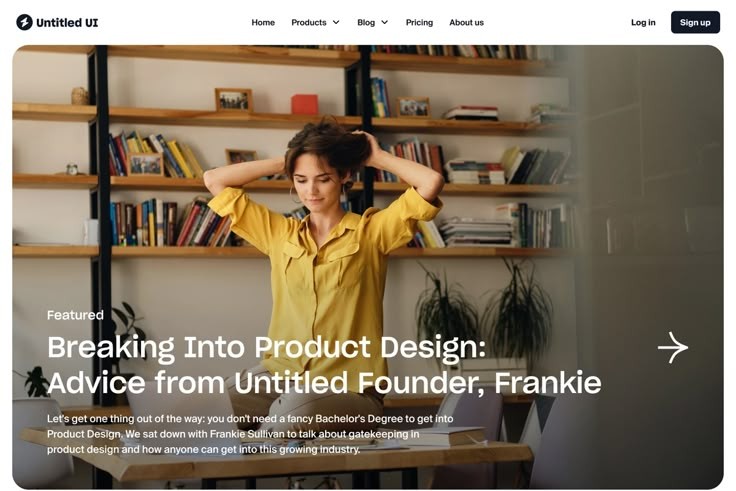 Untitled UI
Home Products Blog Pricing About us
Log in Sign up
Featured
Breaking Into Product Design:
Advice from Untitled Founder, Frankie
Let's get one thing out of the way: you don't need a fancy Bachelor's Degree to get into
Product Design. We sat down with Frankie Sullivan to talk about gatekeeping in
product design and how anyone can get into this growing industry.